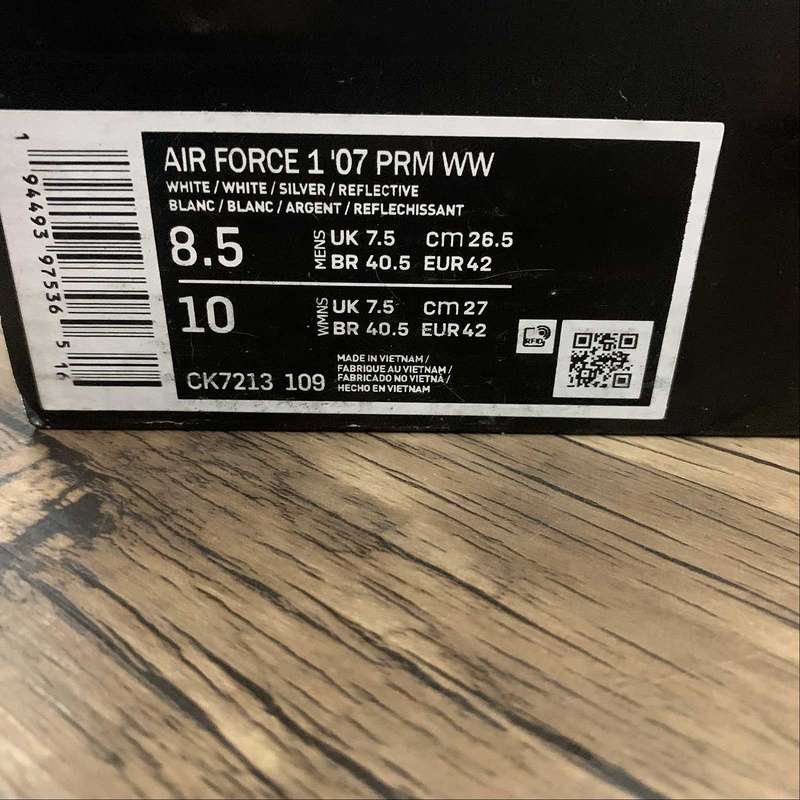 AIR FORCE 1 '07 PRM WW
WHITE / WHITE / SILVER / REFLECTIVE
BLANC / BLANC / ARGENT / REFLECHISSANT
8.5 MENS UK 7.5 cm 26.5
BR 40.5 EUR 42
10 WMNS UK 7.5 cm 27
BR 40.5 EUR 42
CK7213 109
MADE IN VIETNAM /
FABRIQUE AU VIETNAM /
FABRICADO NO VIETNÃ /
HECHO EN VIETNAM
RFID
1 94493 97536 516